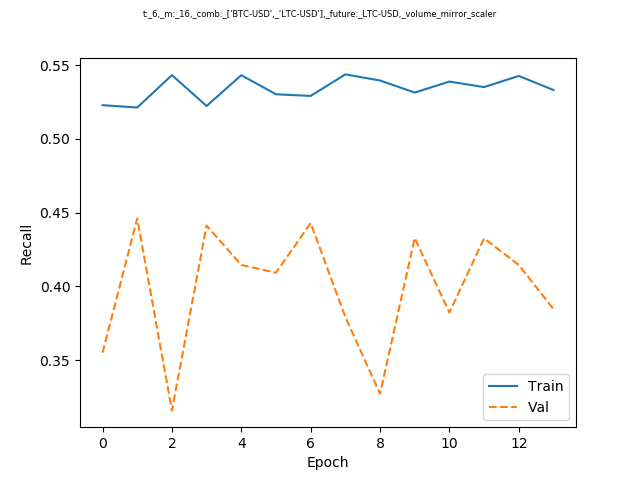 t:_6,_m:_16,_comb:_['BTC-USD',_'LTC-USD'],_future:_LTC-USD,_volume_mirror_scaler
0.55
0.50
0.45
0.40
0.35
Recall
0 2 4 6 8 10 12
Epoch
Train
Val